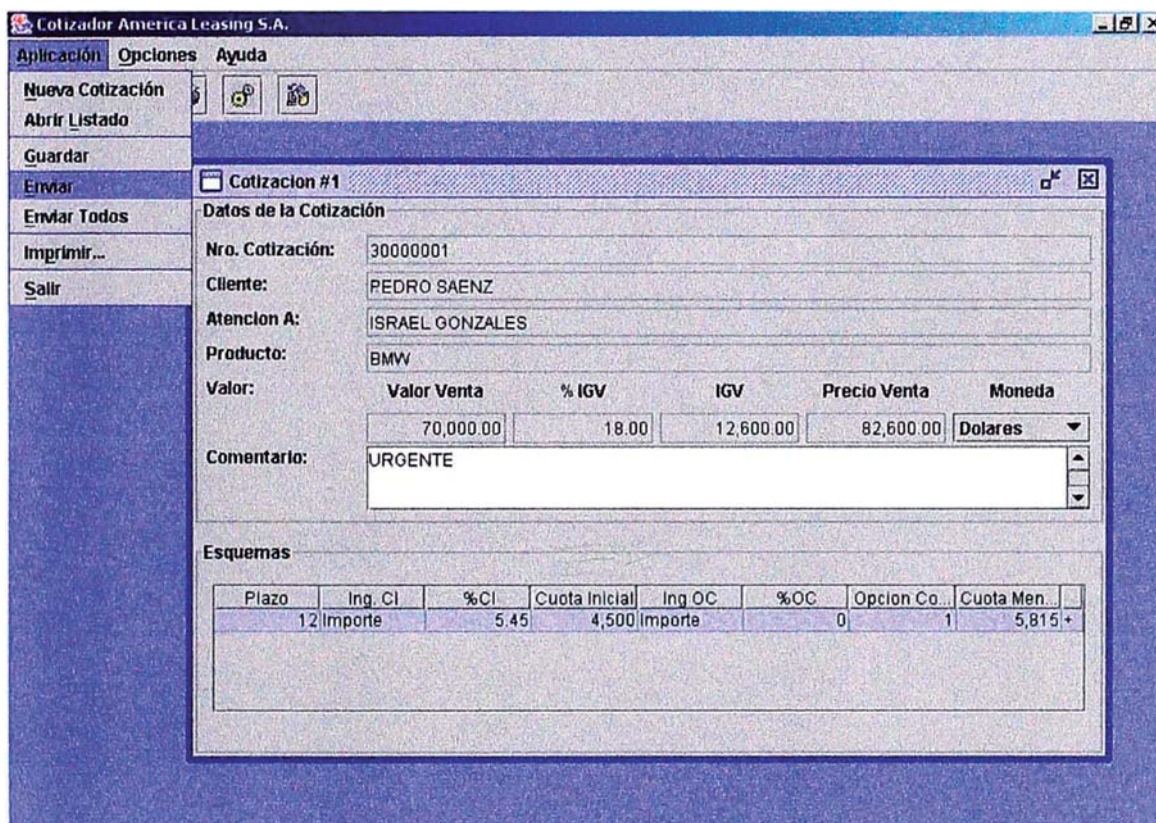 Cotizador America Leasing S.A.
Aplicación Opciones Ayuda
Nueva Cotización
Abrir Listado
Guardar
Enviar
Enviar Todos
Imprimir...
Salir
Cotizacion #1
Datos de la Cotización
Nro. Cotización: 30000001
Cliente: PEDRO SAENZ
Atencion A: ISRAEL GONZALES
Producto: BMW
Valor: Valor Venta % IGV IGV Precio Venta Moneda
70,000.00 18.00 12,600.00 82,600.00 Dolares
Comentario: URGENTE
Esquemas
Plazo Ing. CI %CI Cuota Inicial Ing OC %OC Opcion Co... Cuota Men...
12 Importe 5.45 4,500 Importe 0 1 5,815 +